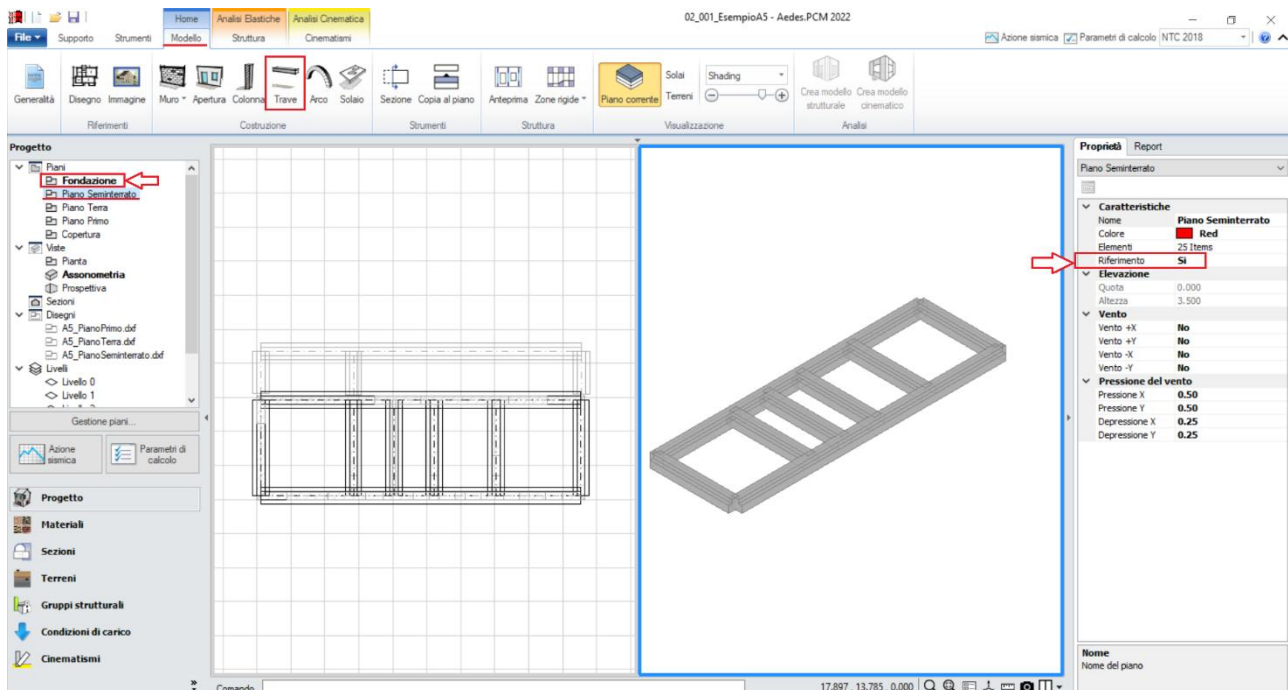 02_001_EsempioA5 - Aedes.PCM 2022
Home
Analisi Elastiche
Analisi Cinematica
File
Supporto
Strumenti
Modello
Struttura
Cinematismi
Azione sismica
Parametri di calcolo
NTC 2018
Generalità
Disegno
Immagine
Muro
Apertura
Colonna
Trave
Arco
Solaio
Sezione
Copia al piano
Anteprima
Zone rigide
Piano corrente
Solai
Terreni
Shading
Crea modello
strutturale
Crea modello
cinematico
Riferimenti
Costruzione
Strumenti
Struttura
Visualizzazione
Analisi
Progetto
Piani
Fondazione
Piano Seminterrato
Piano Terra
Piano Primo
Copertura
Viste
Pianta
Assonometria
Prospettiva
Sezioni
Disegni
A5_PianoPrimo.dxf
A5_PianoTerra.dxf
A5_PianoSeminterrato.dxf
Livelli
Livello 0
Livello 1
Gestione piani...
Azione
sismica
Parametri di
calcolo
Progetto
Materiali
Sezioni
Terreni
Gruppi strutturali
Condizioni di carico
Cinematismi
Comando
17.897 , 13.785 , 0.000
Proprietà
Report
Piano Seminterrato
Caratteristiche
Nome Piano Seminterrato
Colore Red
Elementi 25 Items
Riferimento Sì
Elevazione
Quota 0.000
Altezza 3.500
Vento
Vento +X No
Vento +Y No
Vento -X No
Vento -Y No
Pressione del vento
Pressione X 0.50
Pressione Y 0.50
Depressione X 0.25
Depressione Y 0.25
Nome
Nome del piano